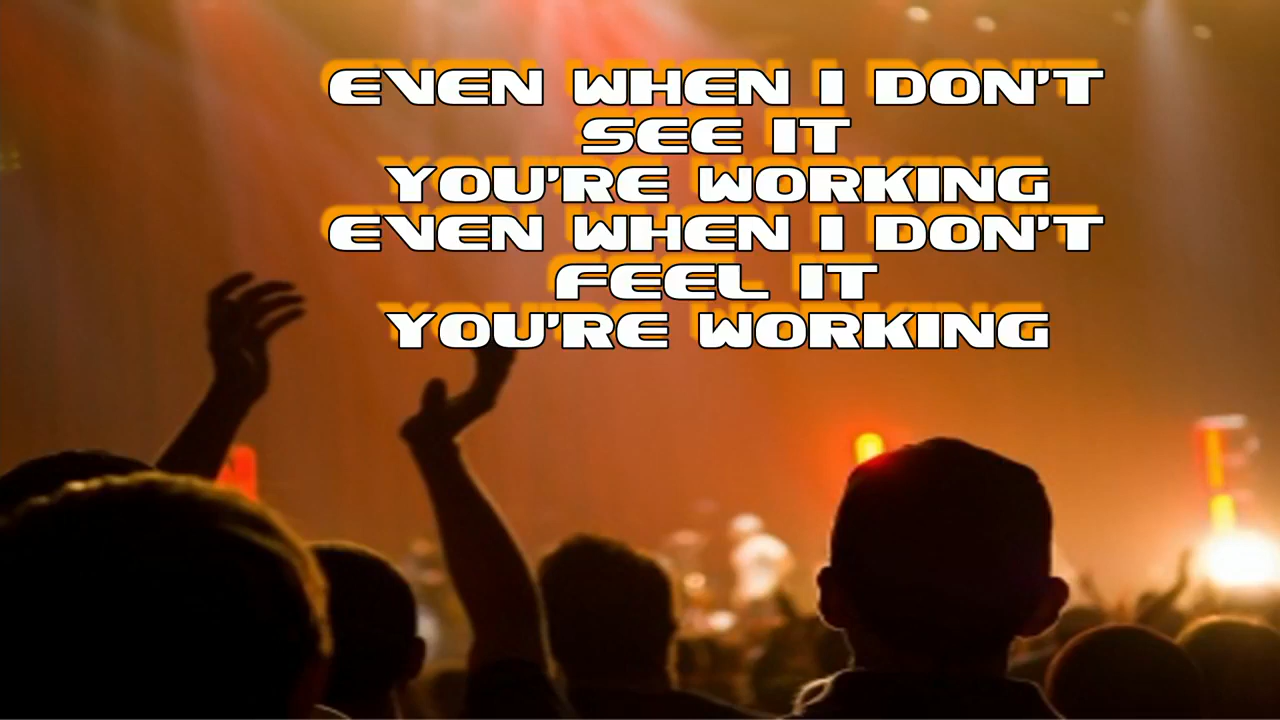 EVEN WHEN I DON'T
SEE IT
YOU'RE WORKING
EVEN WHEN I DON'T
FEEL IT
YOU'RE WORKING